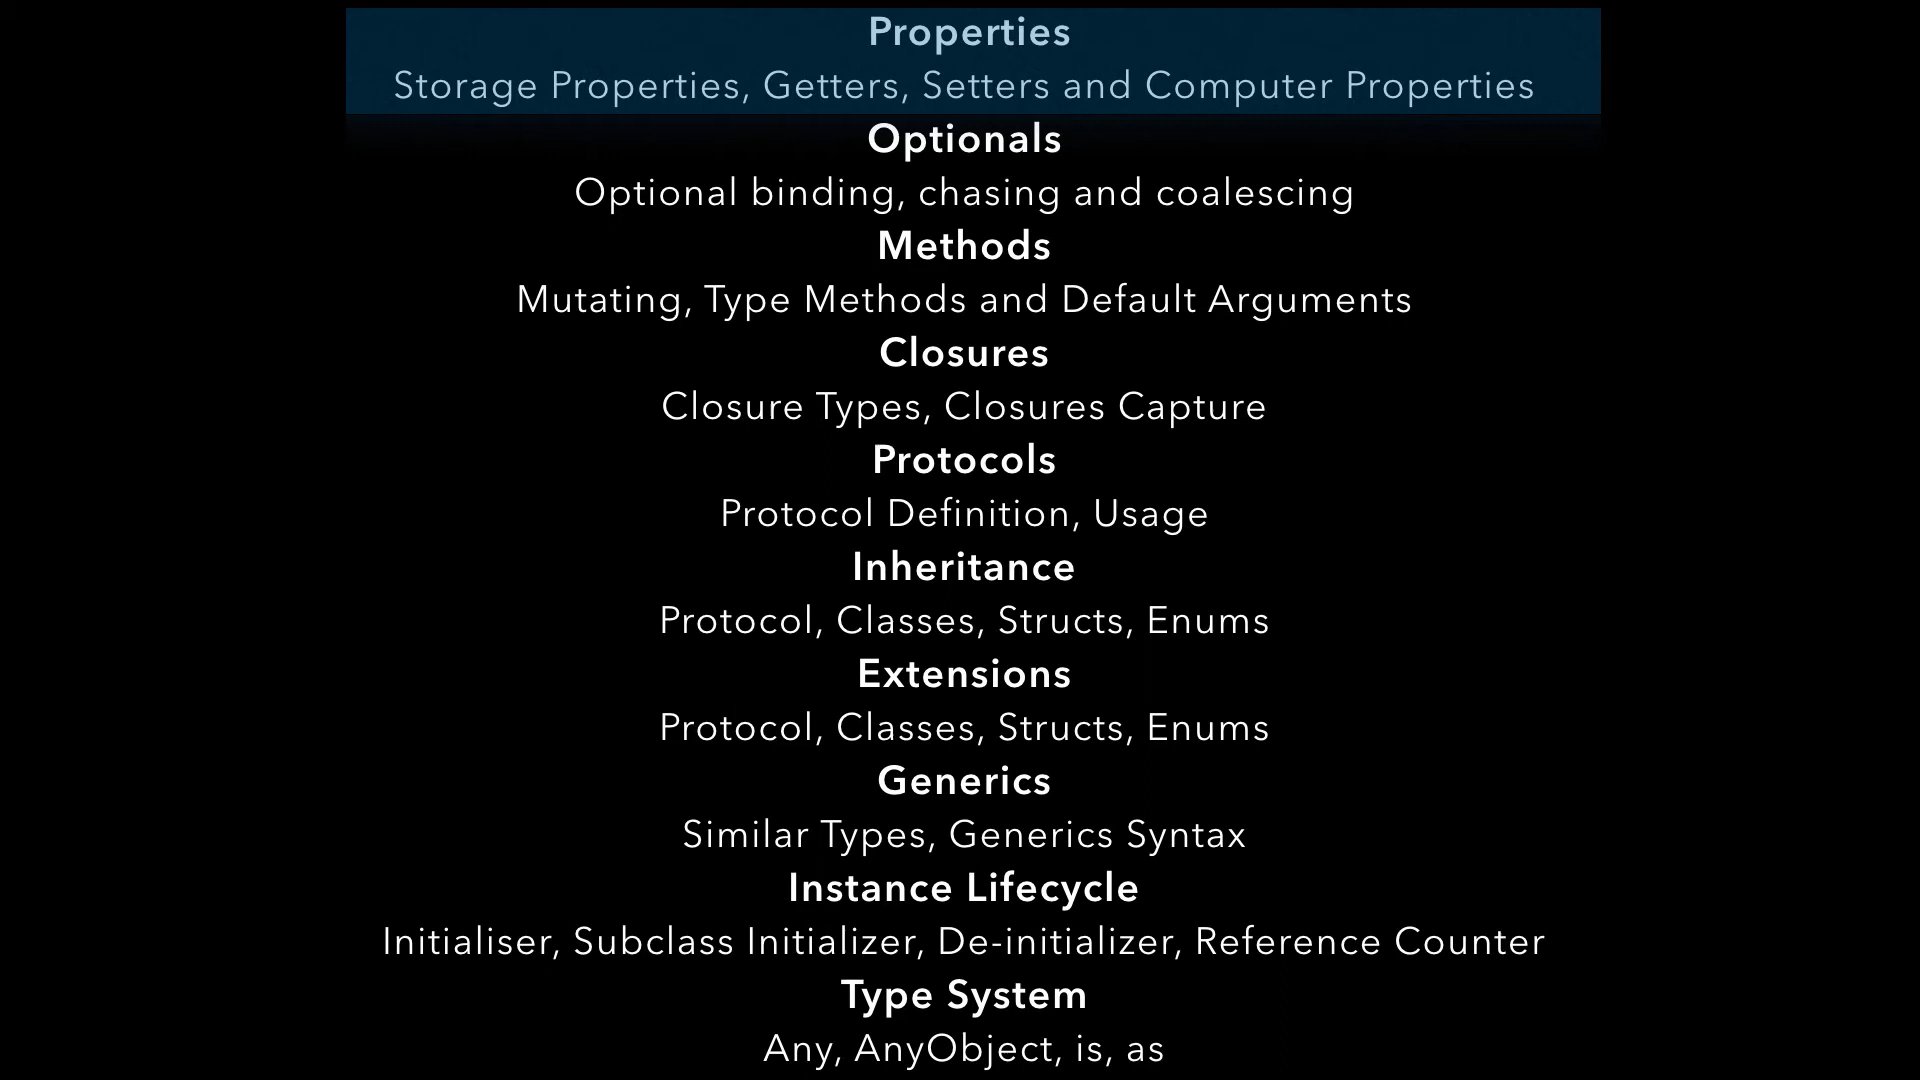 Properties
Storage Properties, Getters, Setters and Computer Properties
Optionals
Optional binding, chasing and coalescing
Methods
Mutating, Type Methods and Default Arguments
Closures
Closure Types, Closures Capture
Protocols
Protocol Definition, Usage
Inheritance
Protocol, Classes, Structs, Enums
Extensions
Protocol, Classes, Structs, Enums
Generics
Similar Types, Generics Syntax
Instance Lifecycle
Initialiser, Subclass Initializer, De-initializer, Reference Counter
Type System
Any, AnyObject, is, as